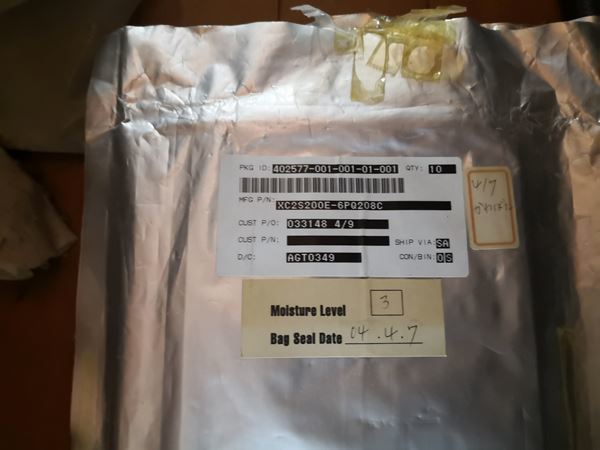 PKG ID: 402577-001-001-01-001 QTY: 10
MFG P/N: XC2S200E-6PQ208C
CUST P/O: 033148 4/9
CUST P/N: SHIP VIA: SA
D/C: AGT0349 CON/BIN: OS
4/7
Moisture Level 3
Bag Seal Date 04.4.7